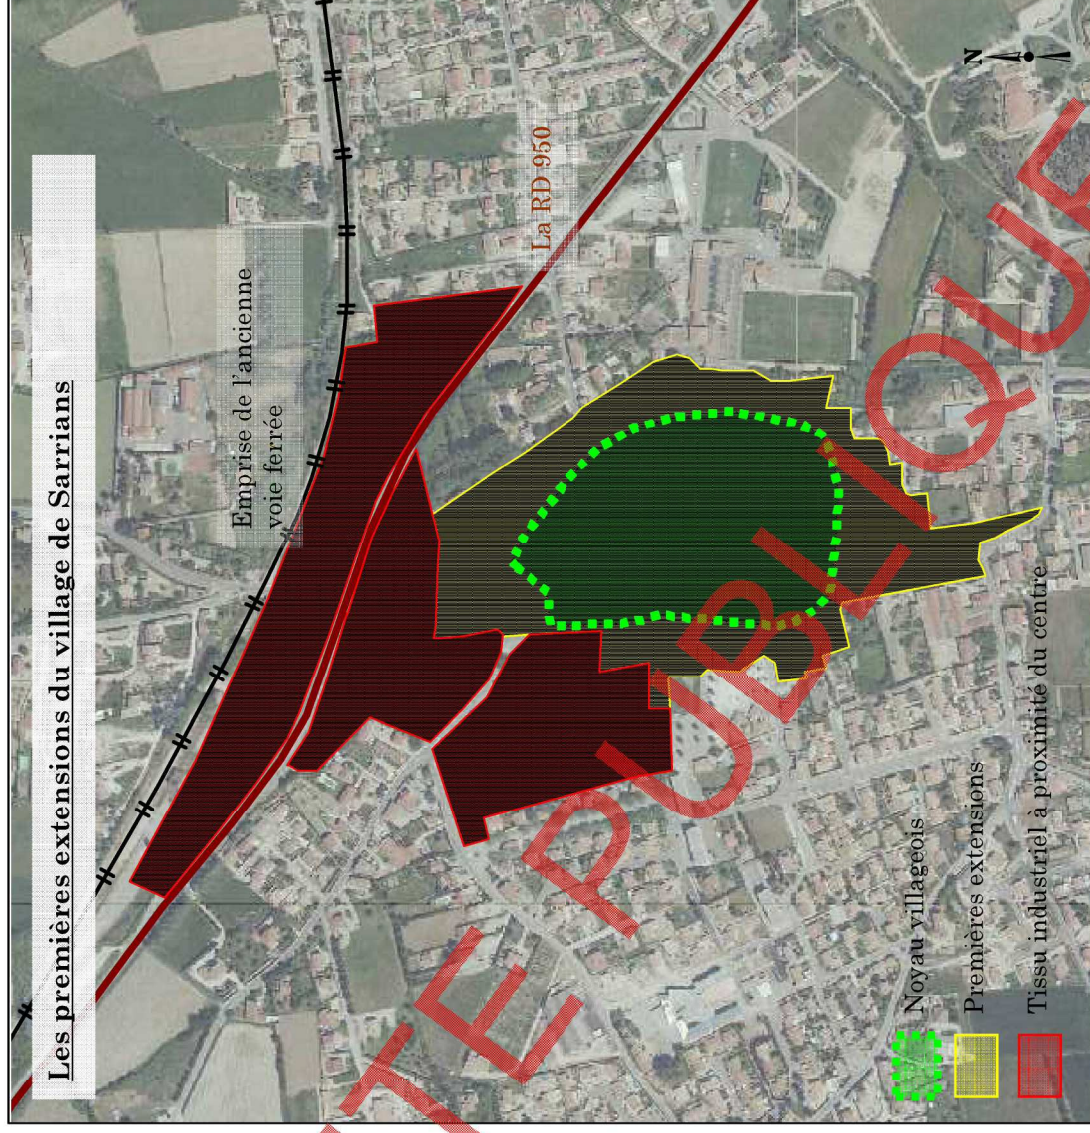 Les premières extensions du village de Sarrians
Emprise de l'ancienne
voie ferrée
La RD 950
N
Noyau villageois
Premières extensions
Tissu industriel à proximité du centre
TE PUBLIQUE